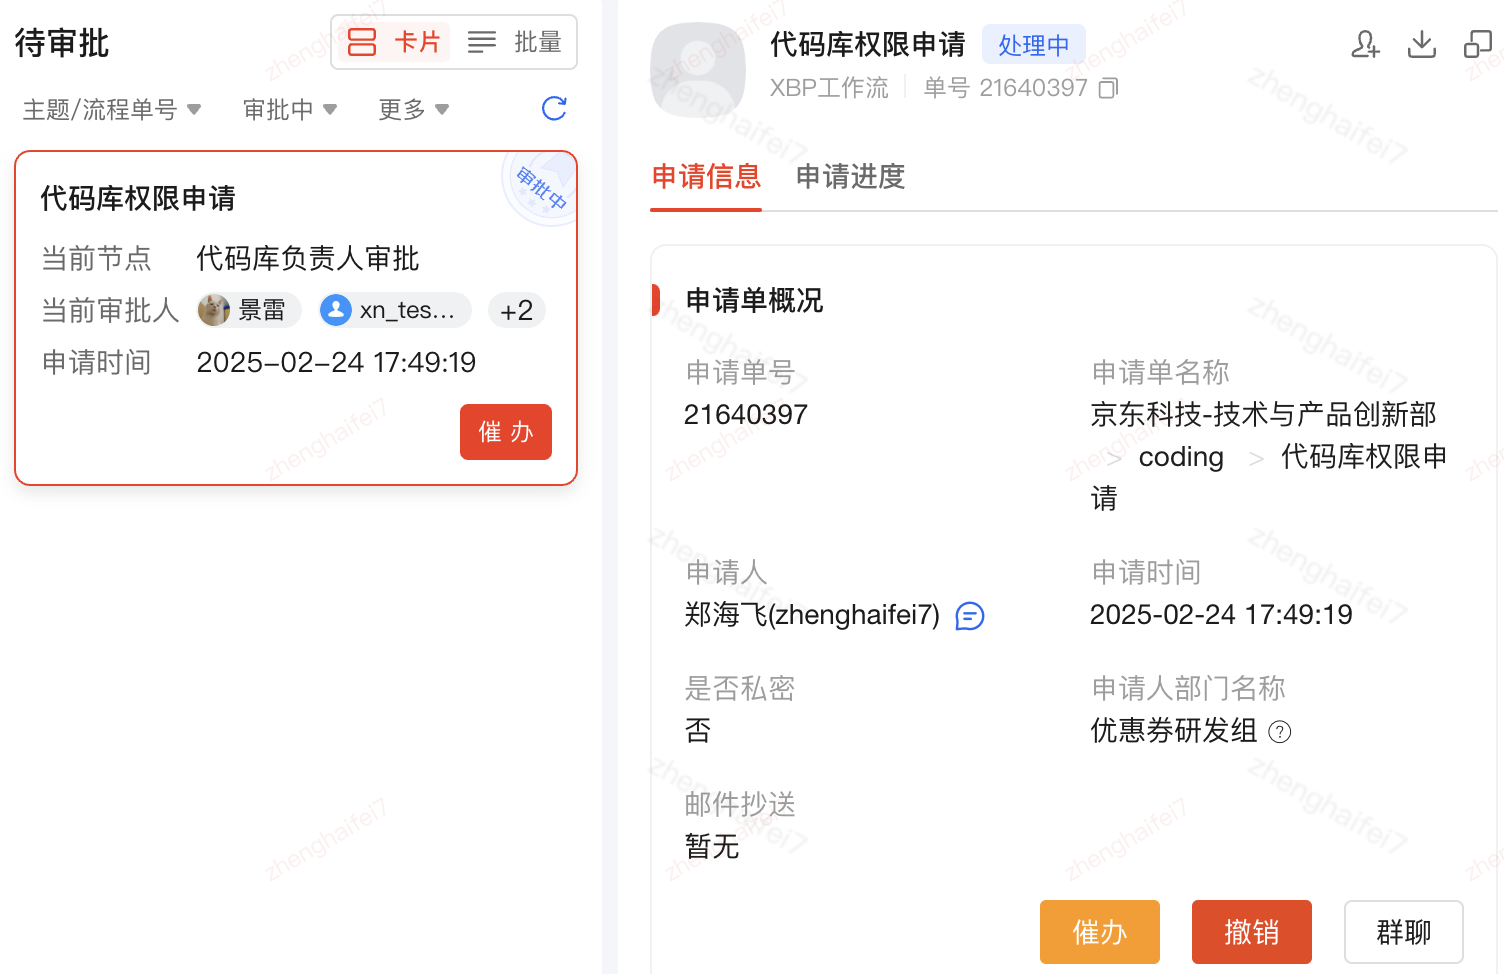 待审批
卡片
批量
主题/流程单号
审批中
更多
代码库权限申请
审批中
当前节点
代码库负责人审批
当前审批人
景雷
xn_tes...
+2
申请时间
2025-02-24 17:49:19
催 办
代码库权限申请
处理中
XBP工作流
单号 21640397
申请信息
申请进度
申请单概况
申请单号
21640397
申请单名称
京东科技-技术与产品创新部
> coding > 代码库权限申
请
申请人
郑海飞(zhenghaifei7)
申请时间
2025-02-24 17:49:19
是否私密
否
申请人部门名称
优惠券研发组
邮件抄送
暂无
催办
撤销
群聊
zhenghaifei7